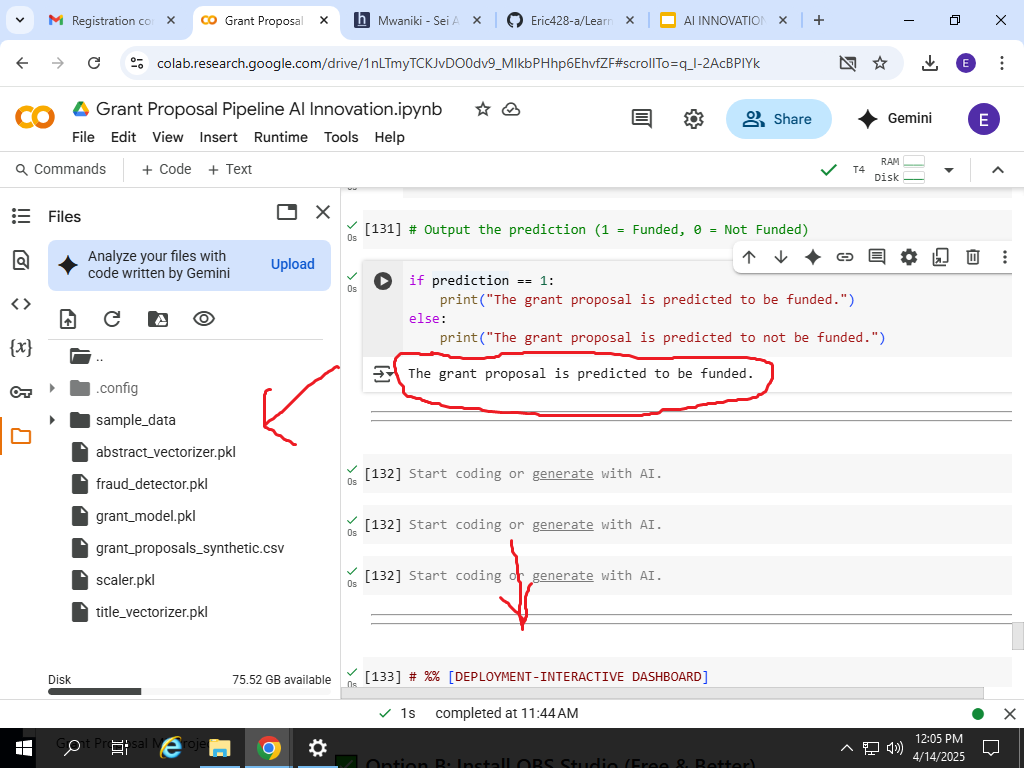 Registration co
Grant Proposal
Mwaniki - Sei A
Eric428-a/Learn
AI INNOVATION
colab.research.google.com/drive/1nLTmyTCKJvDO0dv9_MIkbPHhp6EhvfZF#scrollTo=q_I-2AcBPIYk
E
Grant Proposal Pipeline AI Innovation.ipynb
File Edit View Insert Runtime Tools Help
Share
Gemini
E
Commands + Code + Text
T4
RAM
Disk
Files
Analyze your files with
code written by Gemini
Upload
..
.config
sample_data
abstract_vectorizer.pkl
fraud_detector.pkl
grant_model.pkl
grant_proposals_synthetic.csv
scaler.pkl
title_vectorizer.pkl
Disk 75.52 GB available
0s
[131] # Output the prediction (1 = Funded, 0 = Not Funded)
0s
if prediction == 1:
print("The grant proposal is predicted to be funded.")
else:
print("The grant proposal is predicted to not be funded.")
The grant proposal is predicted to be funded.
[132] Start coding or generate with AI.
0s
[132] Start coding or generate with AI.
0s
[132] Start coding or generate with AI.
0s
[133] # %% [DEPLOYMENT-INTERACTIVE DASHBOARD]
0s
1s completed at 11:44 AM
Option B: Install OBS Studio (Free & Better)
12:05 PM
4/14/2025